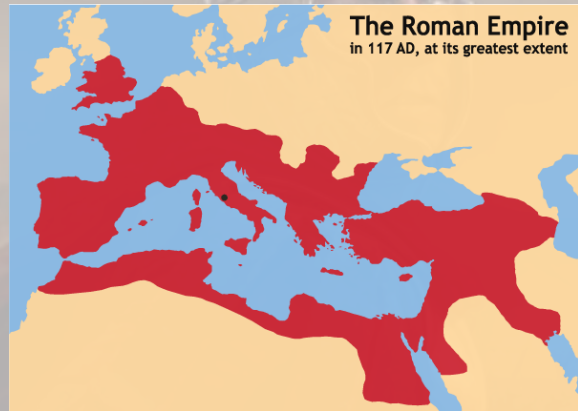 The Roman Empire
in 117 AD, at its greatest extent